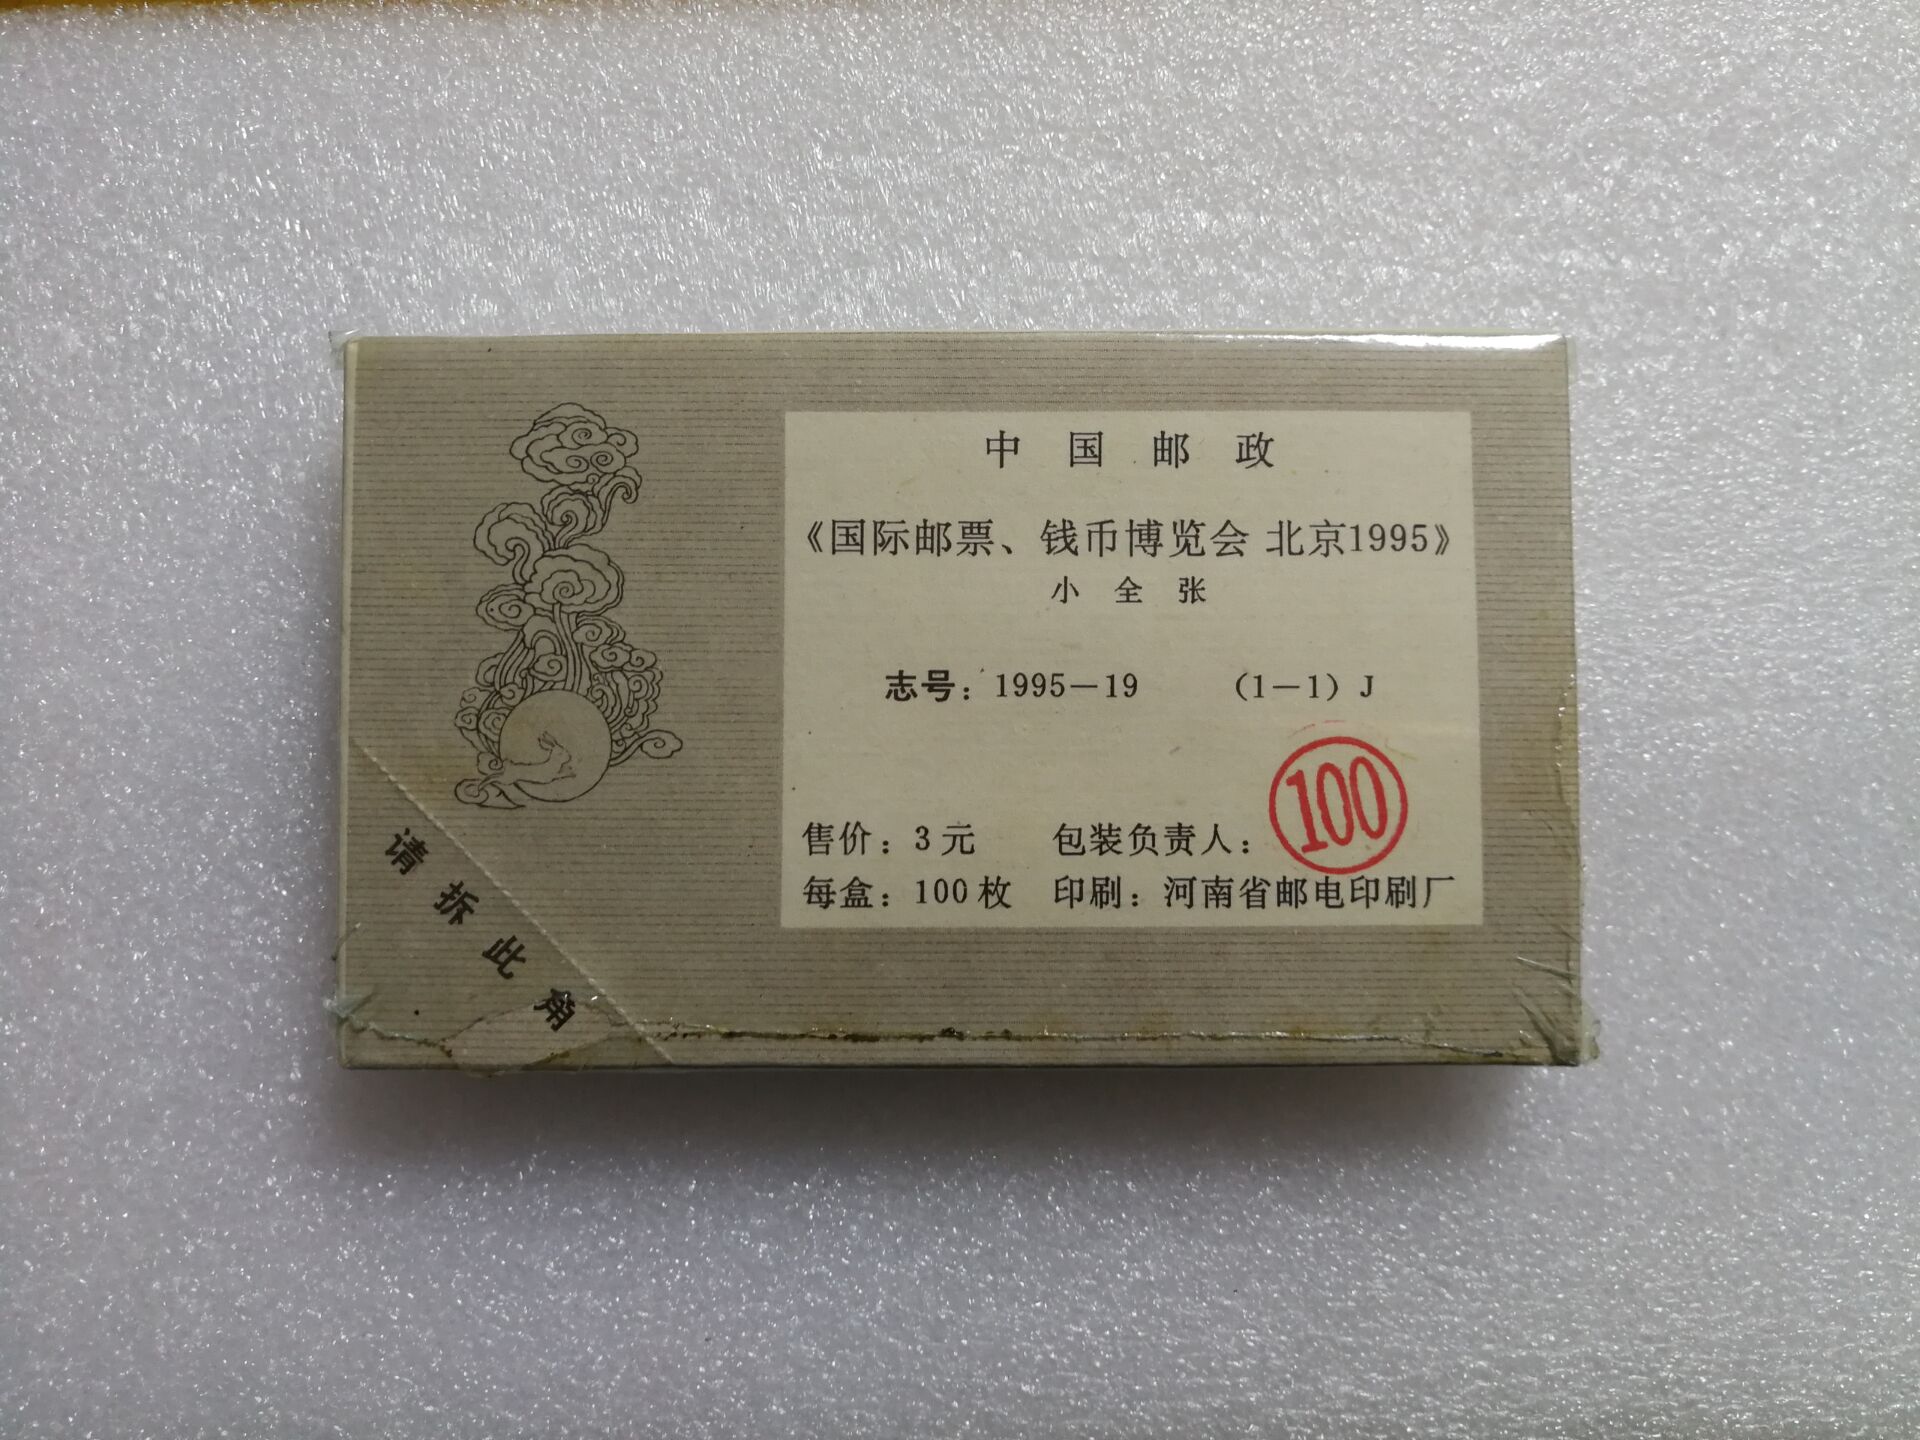 中国邮政
《国际邮票、钱币博览会 北京1995》
小全张
志号：1995－19 （1－1）J
售价：3元 包装负责人：100
每盒：100枚 印刷：河南省邮电印刷厂
请拆此角